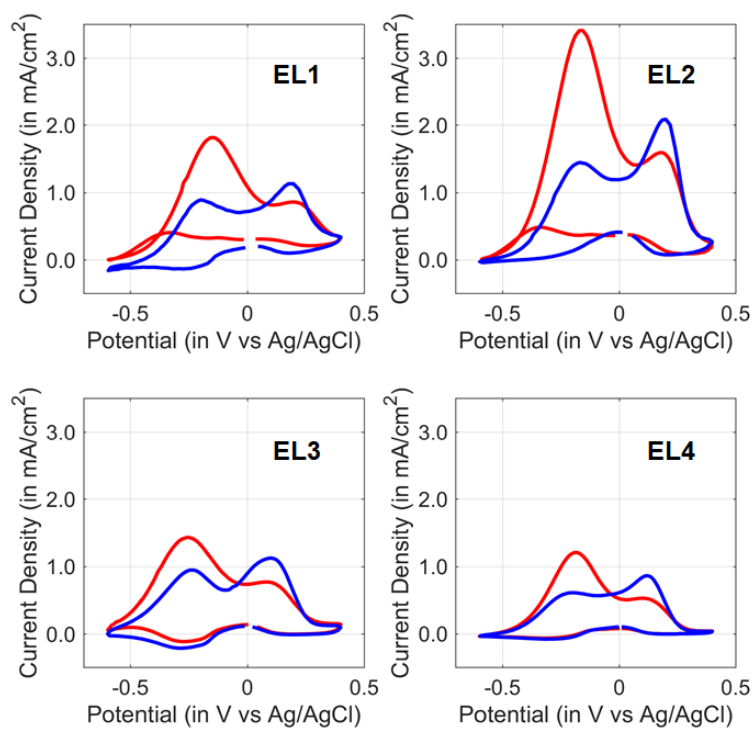 Current Density (in mA/cm²)
3.0
2.0
1.0
0.0
EL1
-0.5
0
0.5
Potential (in V vs Ag/AgCl)
Current Density (in mA/cm²)
3.0
2.0
1.0
0.0
EL2
-0.5
0
0.5
Potential (in V vs Ag/AgCl)
Current Density (in mA/cm²)
3.0
2.0
1.0
0.0
EL3
-0.5
0
0.5
Potential (in V vs Ag/AgCl)
Current Density (in mA/cm²)
3.0
2.0
1.0
0.0
EL4
-0.5
0
0.5
Potential (in V vs Ag/AgCl)